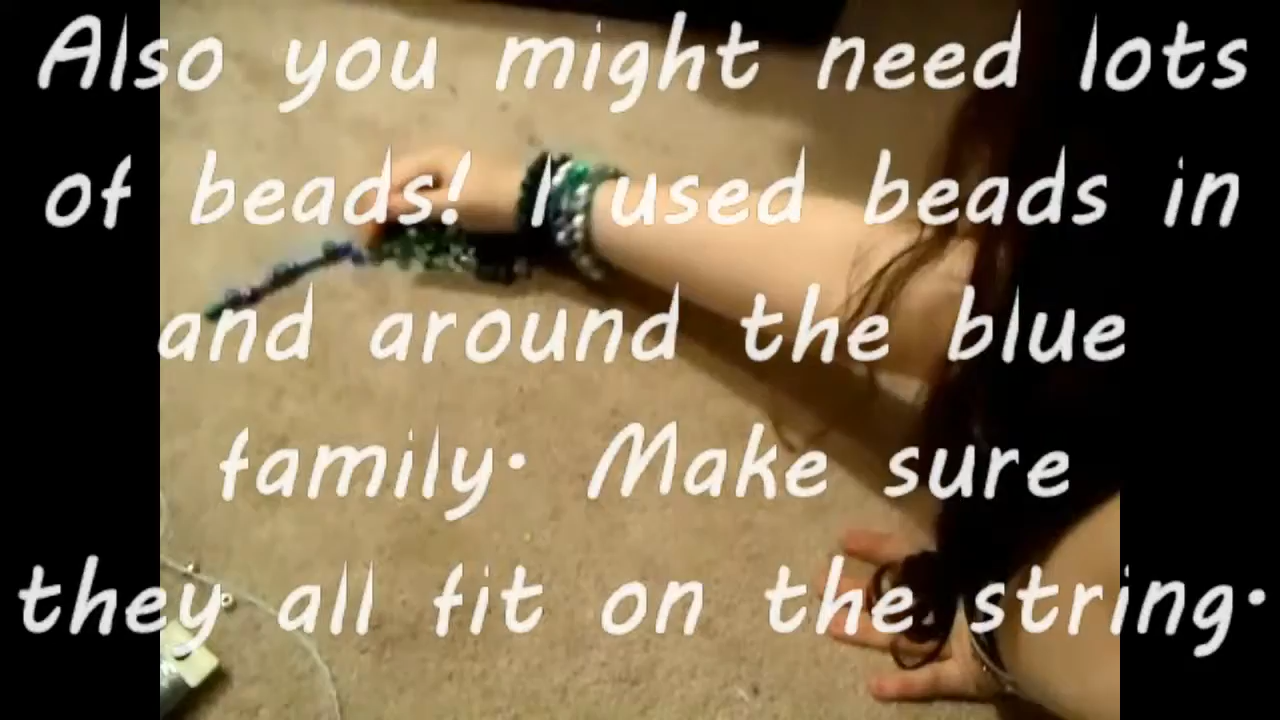 Also you might need lots
of beads! I used beads in
and around the blue
family. Make sure
they all fit on the string.